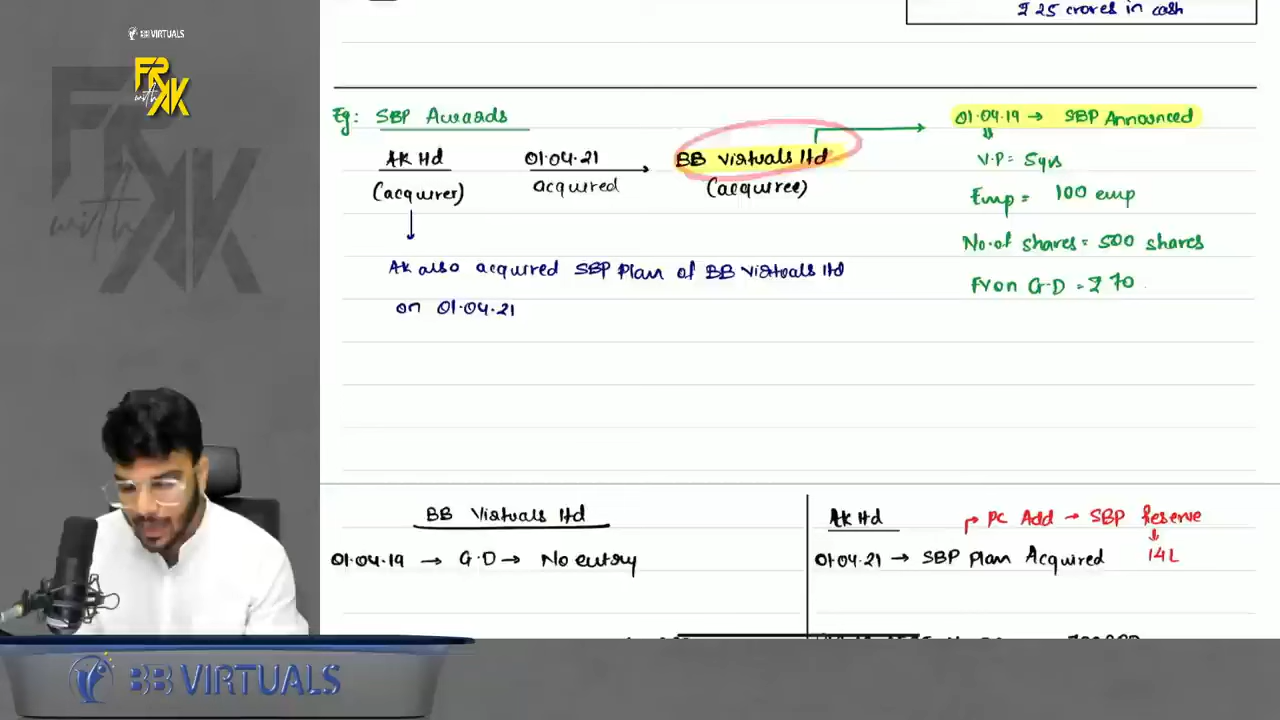 BB VIRTUALS
FR
with AK
₹ 25 crores in cash
Eg: SBP Awards
AK ltd
(acquirer)
01.04.21
acquired
BB Virtuals ltd
(acquiree)
01.04.19 → SBP Announced
V.P = 5yrs
Emp = 100 emp
No. of shares = 500 shares
FV on G.D = ₹ 70
AK also acquired SBP Plan of BB Virtuals ltd
on 01.04.21
BB Virtuals ltd
01.04.19 → G.D → No entry
AK ltd
PC Add → SBP Reserve
01.04.21 → SBP Plan Acquired
14L
BB VIRTUALS